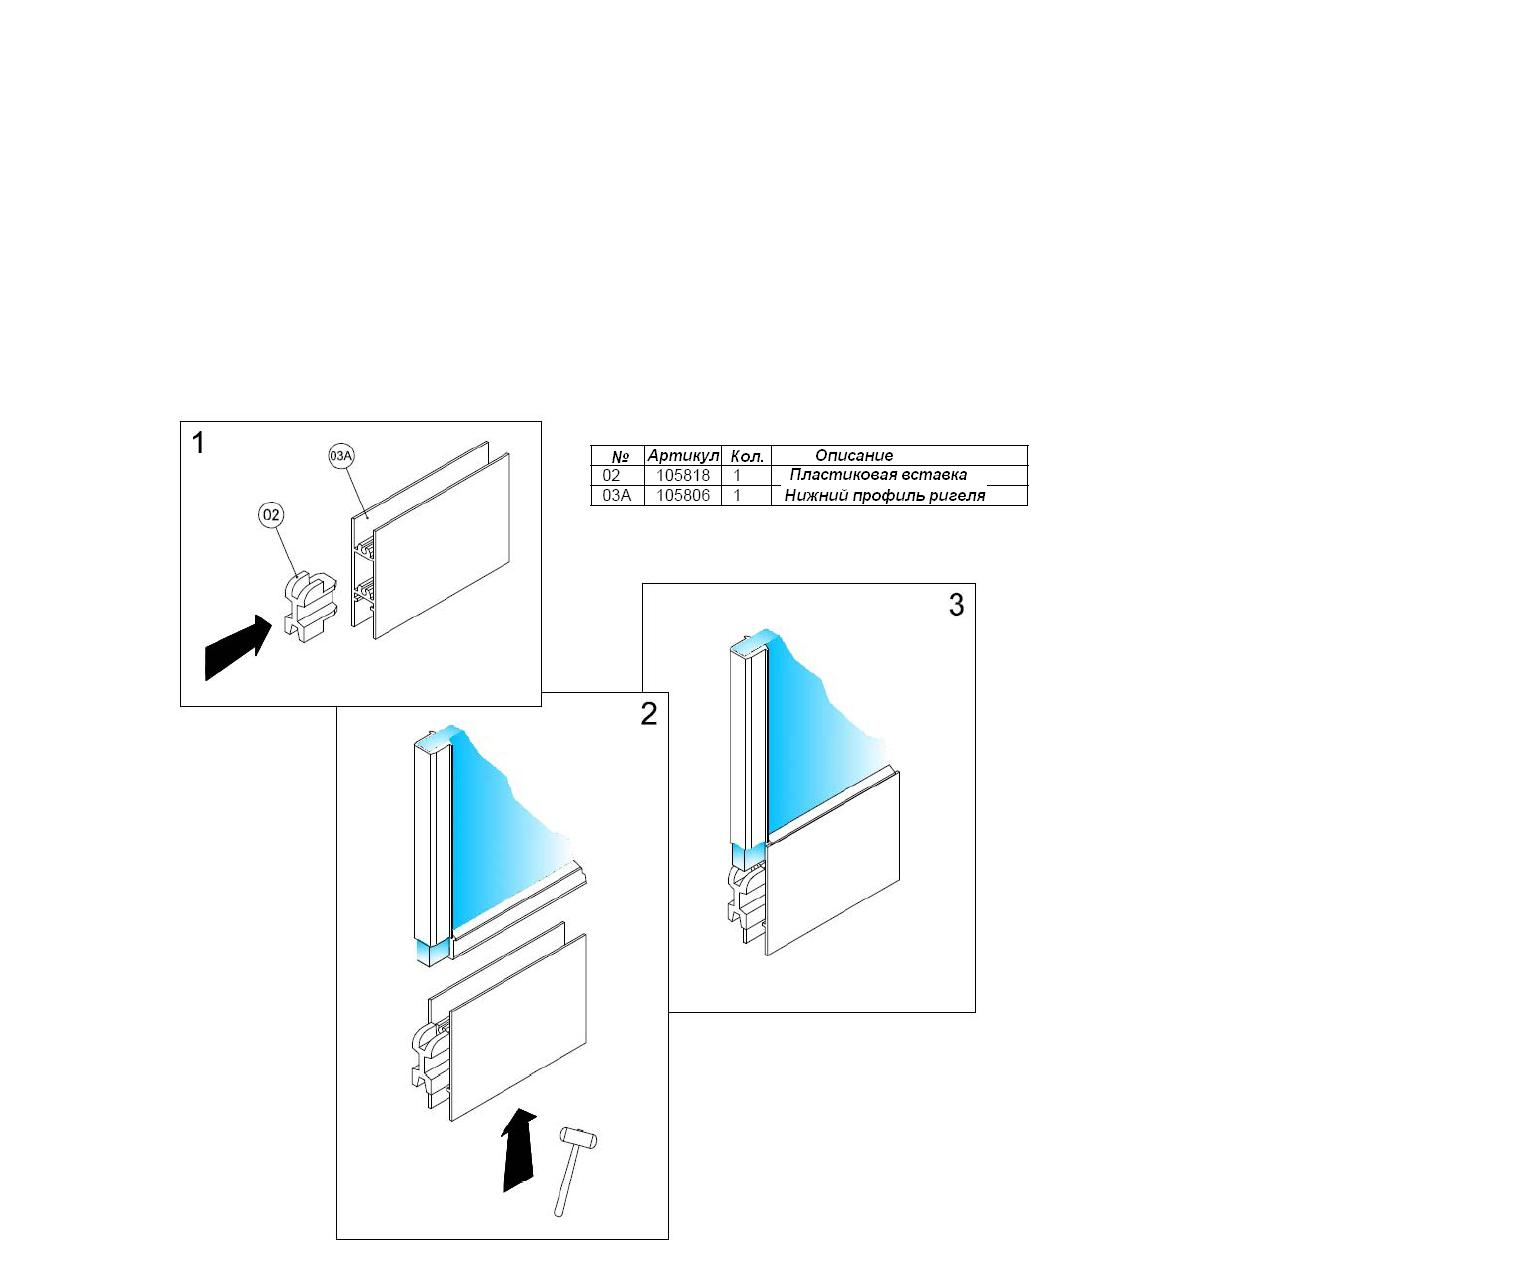 1
03A
02
№ Артикул Кол. Описание
02 105818 1 Пластиковая вставка
03A 105806 1 Нижний профиль ригеля
3
2